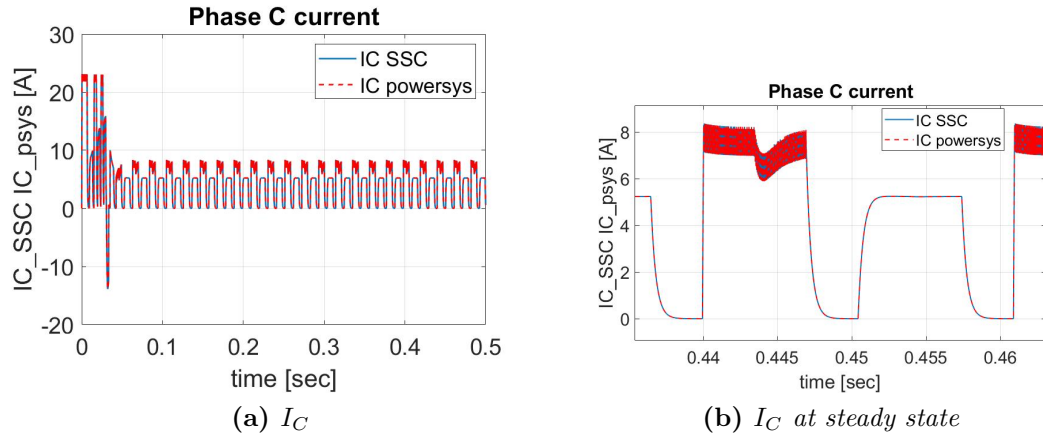 Phase C current
IC_SSC IC_psys [A]
30
20
10
0
-10
-20
IC SSC
IC powersys
0
0.1
0.2
0.3
0.4
0.5
time [sec]
(a) I_C
Phase C current
IC_SSC IC_psys [A]
8
6
4
2
0
IC SSC
IC powersys
0.44
0.445
0.45
0.455
0.46
time [sec]
(b) I_C at steady state